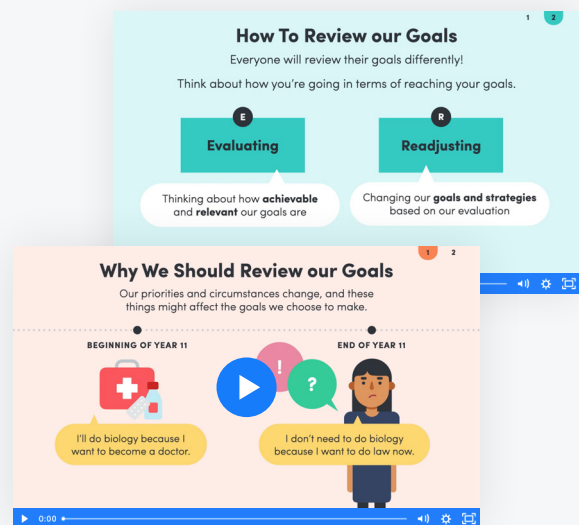 1 2
How To Review our Goals
Everyone will review their goals differently!
Think about how you're going in terms of reaching your goals.
E
Evaluating
Thinking about how achievable
and relevant our goals are
R
Readjusting
Changing our goals and strategies
based on our evaluation
1 2
Why We Should Review our Goals
Our priorities and circumstances change, and these
things might affect the goals we choose to make.
BEGINNING OF YEAR 11
I'll do biology because I
want to become a doctor.
!
?
END OF YEAR 11
I don't need to do biology
because I want to do law now.
0:00